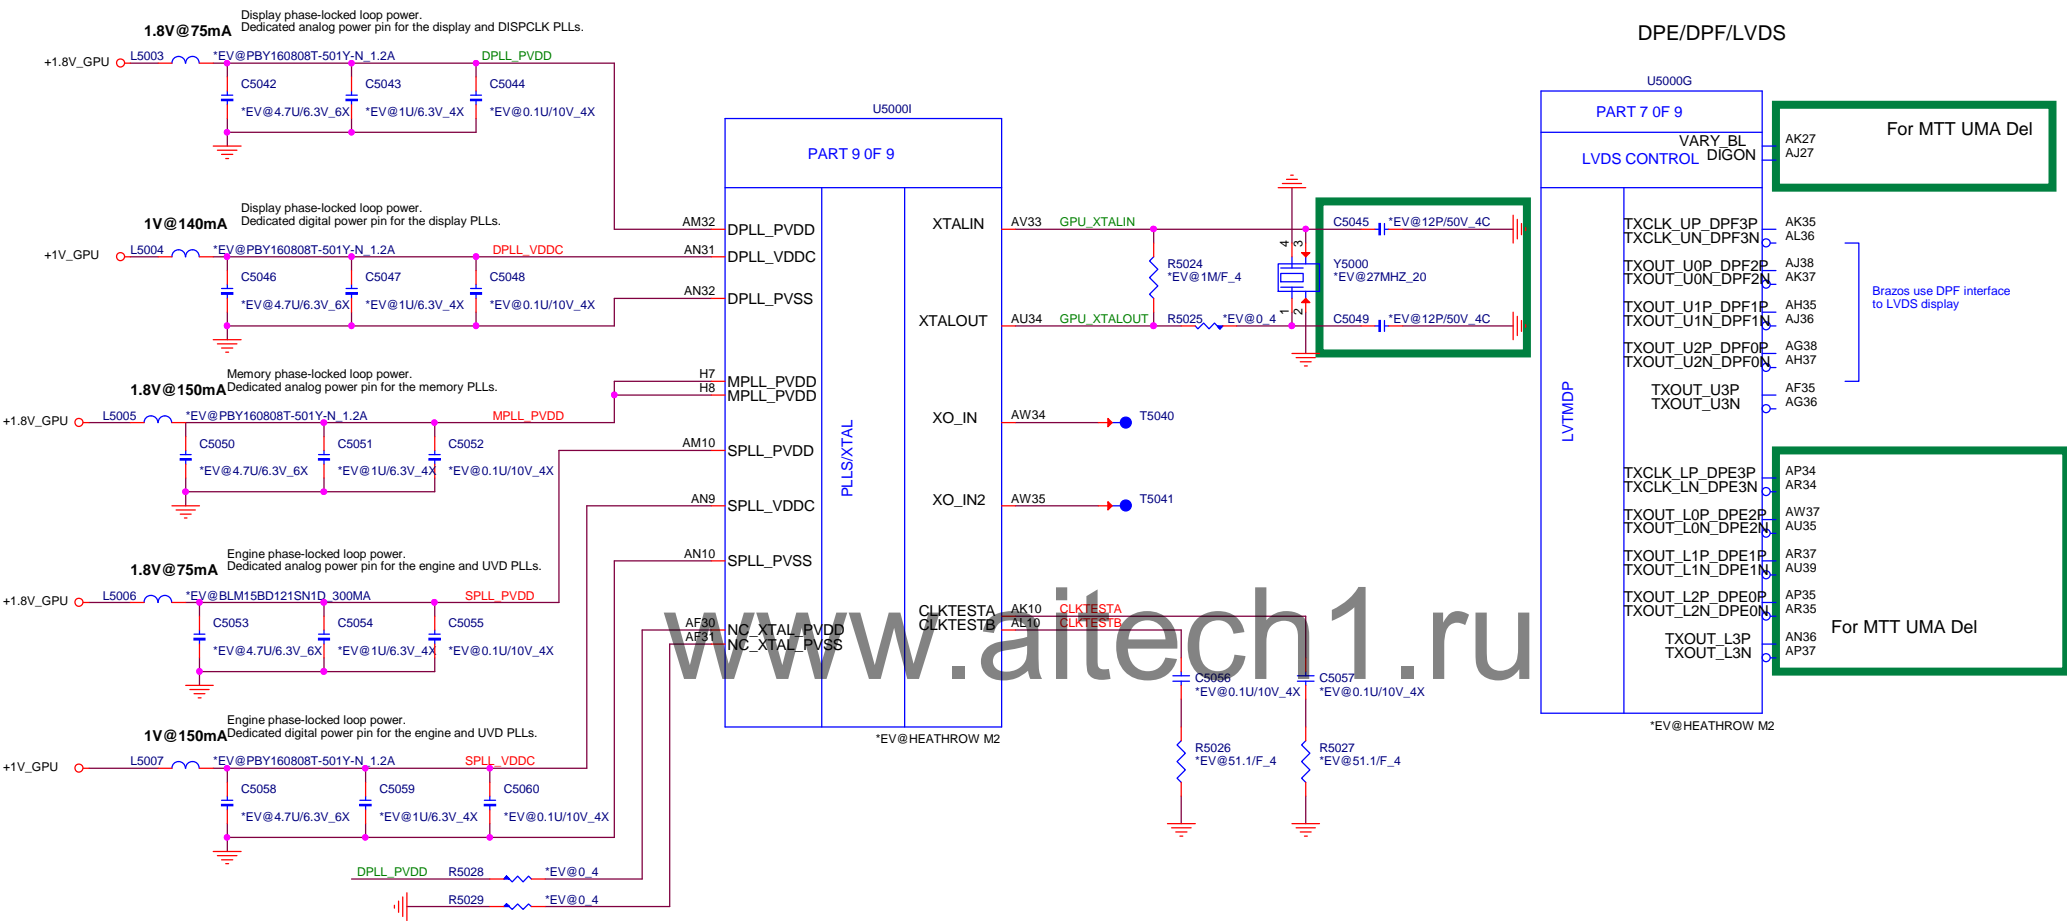 Display phase-locked loop power.
1.8V@75mA Dedicated analog power pin for the display and DISPCLK PLLs.
+1.8V_GPU L5003 *EV@PBY160808T-501Y-N_1.2A DPLL_PVDD
C5042 C5043 C5044
*EV@4.7U/6.3V_6X *EV@1U/6.3V_4X *EV@0.1U/10V_4X
Display phase-locked loop power.
1V@140mA Dedicated digital power pin for the display PLLs.
+1V_GPU L5004 *EV@PBY160808T-501Y-N_1.2A DPLL_VDDC
C5046 C5047 C5048
*EV@4.7U/6.3V_6X *EV@1U/6.3V_4X *EV@0.1U/10V_4X
Memory phase-locked loop power.
1.8V@150mA Dedicated analog power pin for the memory PLLs.
+1.8V_GPU L5005 *EV@PBY160808T-501Y-N_1.2A MPLL_PVDD
C5050 C5051 C5052
*EV@4.7U/6.3V_6X *EV@1U/6.3V_4X *EV@0.1U/10V_4X
Engine phase-locked loop power.
1.8V@75mA Dedicated analog power pin for the engine and UVD PLLs.
+1.8V_GPU L5006 *EV@BLM15BD121SN1D_300MA SPLL_PVDD
C5053 C5054 C5055
*EV@4.7U/6.3V_6X *EV@1U/6.3V_4X *EV@0.1U/10V_4X
Engine phase-locked loop power.
1V@150mA Dedicated digital power pin for the engine and UVD PLLs.
+1V_GPU L5007 *EV@PBY160808T-501Y-N_1.2A SPLL_VDDC
C5058 C5059 C5060
*EV@4.7U/6.3V_6X *EV@1U/6.3V_4X *EV@0.1U/10V_4X
DPLL_PVDD R5028 *EV@0_4
R5029 *EV@0_4
U5000I
PART 9 0F 9
PLLS/XTAL
AM32 DPLL_PVDD
AN31 DPLL_VDDC
AN32 DPLL_PVSS
H7 MPLL_PVDD
H8 MPLL_PVDD
AM10 SPLL_PVDD
AN9 SPLL_VDDC
AN10 SPLL_PVSS
AF30 NC_XTAL_PVDD
AF31 NC_XTAL_PVSS
XTALIN AV33 GPU_XTALIN
XTALOUT AU34 GPU_XTALOUT
XO_IN AW34 T5040
XO_IN2 AW35 T5041
CLKTESTA AK10 CLKTESTA
CLKTESTB AL10 CLKTESTB
*EV@HEATHROW M2
R5024
*EV@1M/F_4
R5025 *EV@0_4
4 3
1 2
C5045 *EV@12P/50V_4C
Y5000
*EV@27MHZ_20
C5049 *EV@12P/50V_4C
C5056 C5057
*EV@0.1U/10V_4X *EV@0.1U/10V_4X
R5026 R5027
*EV@51.1/F_4 *EV@51.1/F_4
www.aitech1.ru
DPE/DPF/LVDS
U5000G
PART 7 0F 9
LVDS CONTROL
LVTMDP
VARY_BL AK27
DIGON AJ27
For MTT UMA Del
TXCLK_UP_DPF3P AK35
TXCLK_UN_DPF3N AL36
TXOUT_U0P_DPF2P AJ38
TXOUT_U0N_DPF2N AK37
TXOUT_U1P_DPF1P AH35
TXOUT_U1N_DPF1N AJ36
TXOUT_U2P_DPF0P AG38
TXOUT_U2N_DPF0N AH37
TXOUT_U3P AF35
TXOUT_U3N AG36
Brazos use DPF interface
to LVDS display
TXCLK_LP_DPE3P AP34
TXCLK_LN_DPE3N AR34
TXOUT_L0P_DPE2P AW37
TXOUT_L0N_DPE2N AU35
TXOUT_L1P_DPE1P AR37
TXOUT_L1N_DPE1N AU39
TXOUT_L2P_DPE0P AP35
TXOUT_L2N_DPE0N AR35
TXOUT_L3P AN36
TXOUT_L3N AP37
For MTT UMA Del
*EV@HEATHROW M2